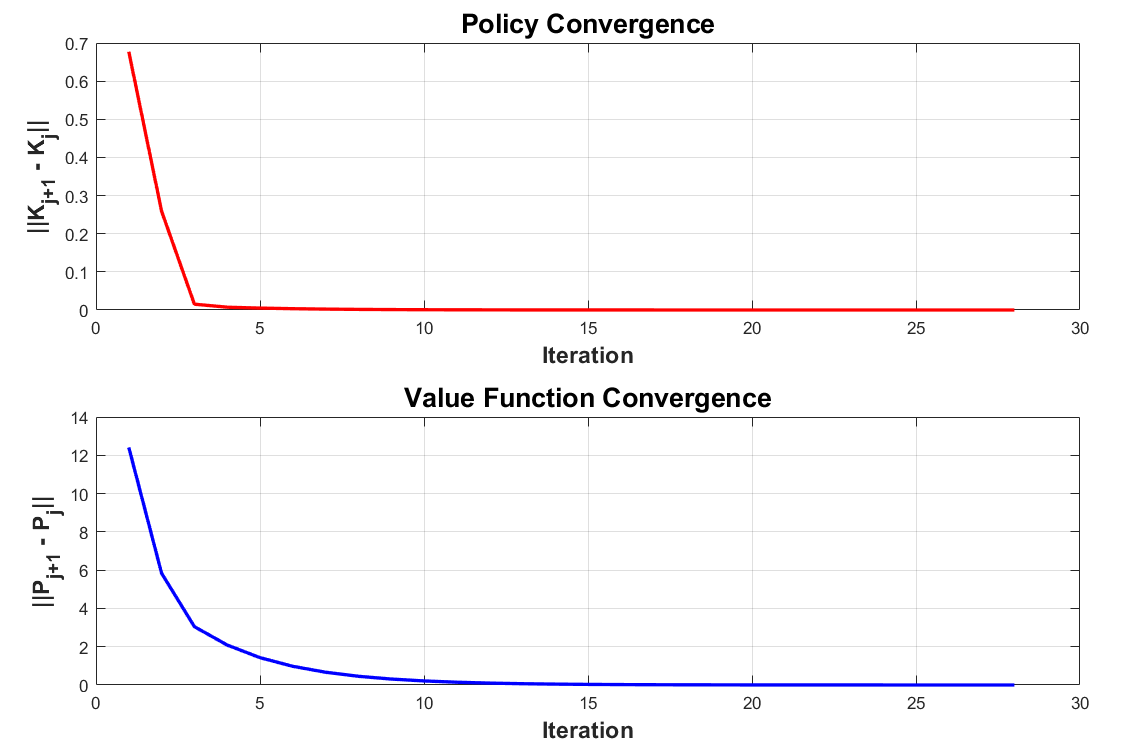 Policy Convergence
0.7
0.6
0.5
0.4
0.3
0.2
0.1
0
||K_{j+1} - K_j||
0 5 10 15 20 25 30
Iteration
Value Function Convergence
14
12
10
8
6
4
2
0
||P_{j+1} - P_j||
0 5 10 15 20 25 30
Iteration